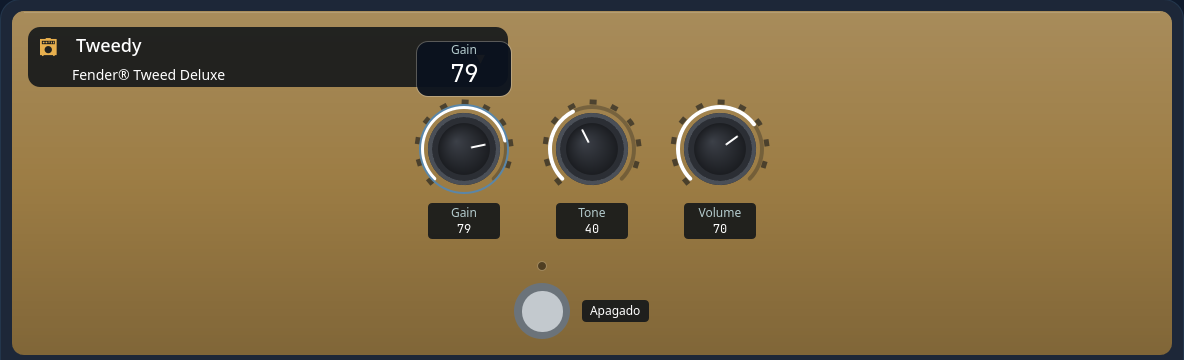 Tweedy
Fender® Tweed Deluxe
Gain
79
Gain
79
Tone
40
Volume
70
Apagado